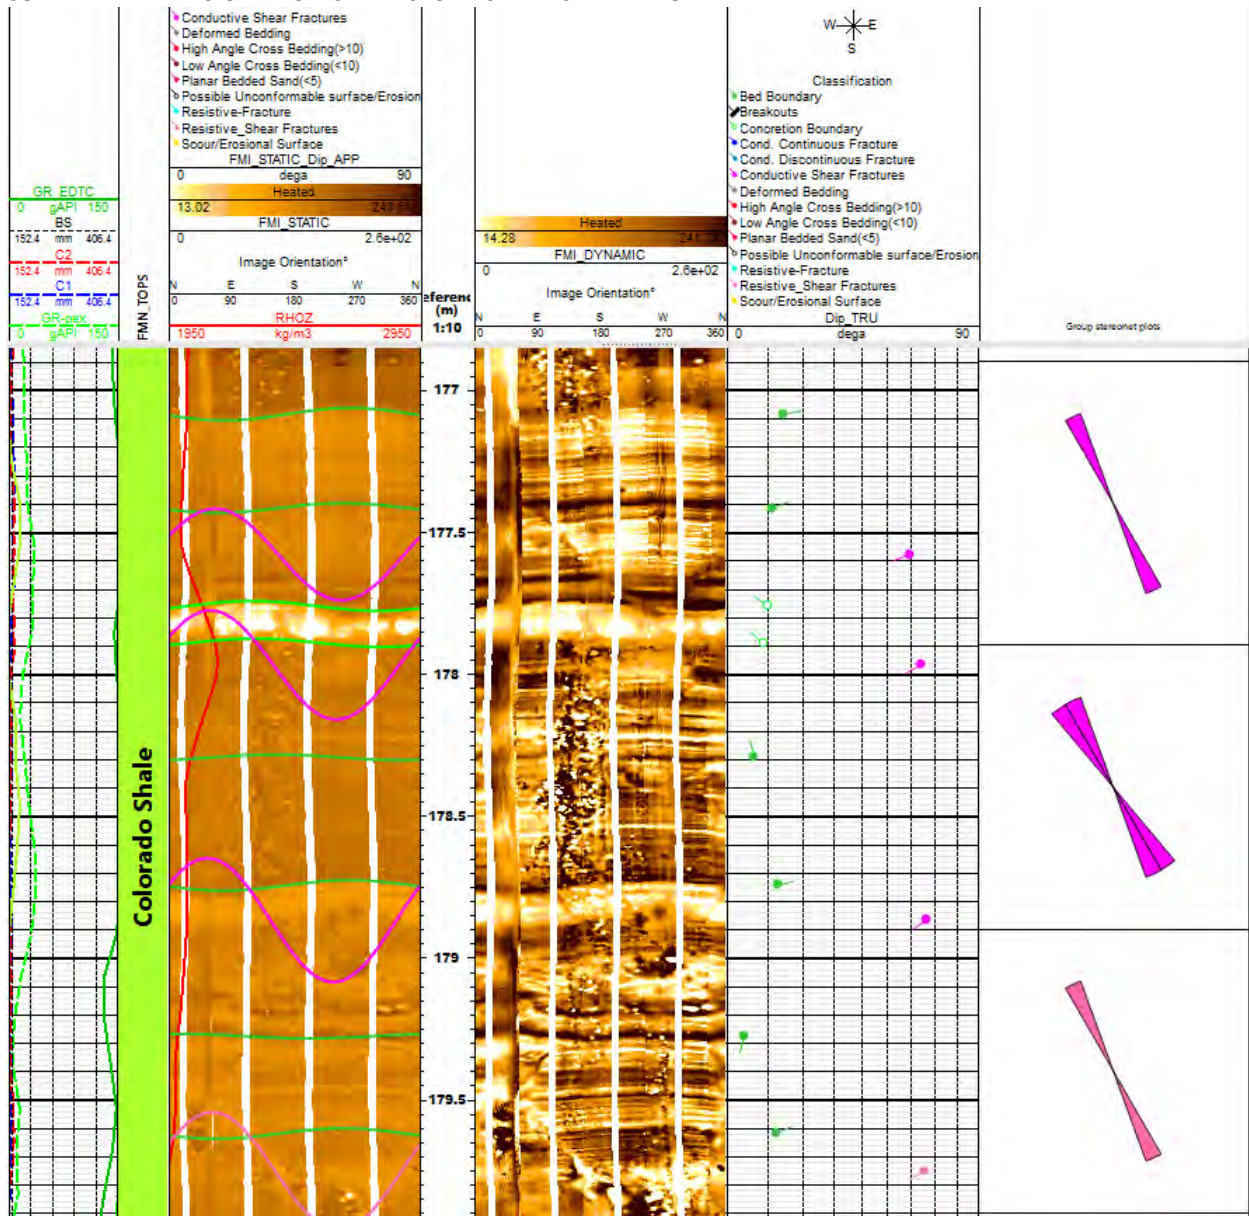 Conductive Shear Fractures
Deformed Bedding
High Angle Cross Bedding(>10)
Low Angle Cross Bedding(<10)
Planar Bedded Sand(<5)
Possible Unconformable surface/Erosion
Resistive-Fracture
Resistive_Shear Fractures
Scour/Erosional Surface
FMI_STATIC_Dip_APP
0 dega 90
Heated
13.02
FMI_STATIC
0 2.6e+02
Image Orientation°
N E S W N
0 90 180 270 360
RHOZ
1950 kg/m3 2950
GR_EDTC
0 gAPI 150
BS
152.4 mm 406.4
C2
152.4 mm 406.4
C1
152.4 mm 406.4
GR-pex
0 gAPI 150
FMN_TOPS
(m)
1:10
Heated
14.28
FMI_DYNAMIC
0 2.6e+02
Image Orientation°
N E S W N
0 90 180 270 360
W E
S
Classification
Bed Boundary
Breakouts
Concretion Boundary
Cond. Continuous Fracture
Cond. Discontinuous Fracture
Conductive Shear Fractures
Deformed Bedding
High Angle Cross Bedding(>10)
Low Angle Cross Bedding(<10)
Planar Bedded Sand(<5)
Possible Unconformable surface/Erosion
Resistive-Fracture
Resistive_Shear Fractures
Scour/Erosional Surface
Dip_TRU
0 dega 90
Group stereonet plots
Colorado Shale
177
177.5
178
178.5
179
179.5